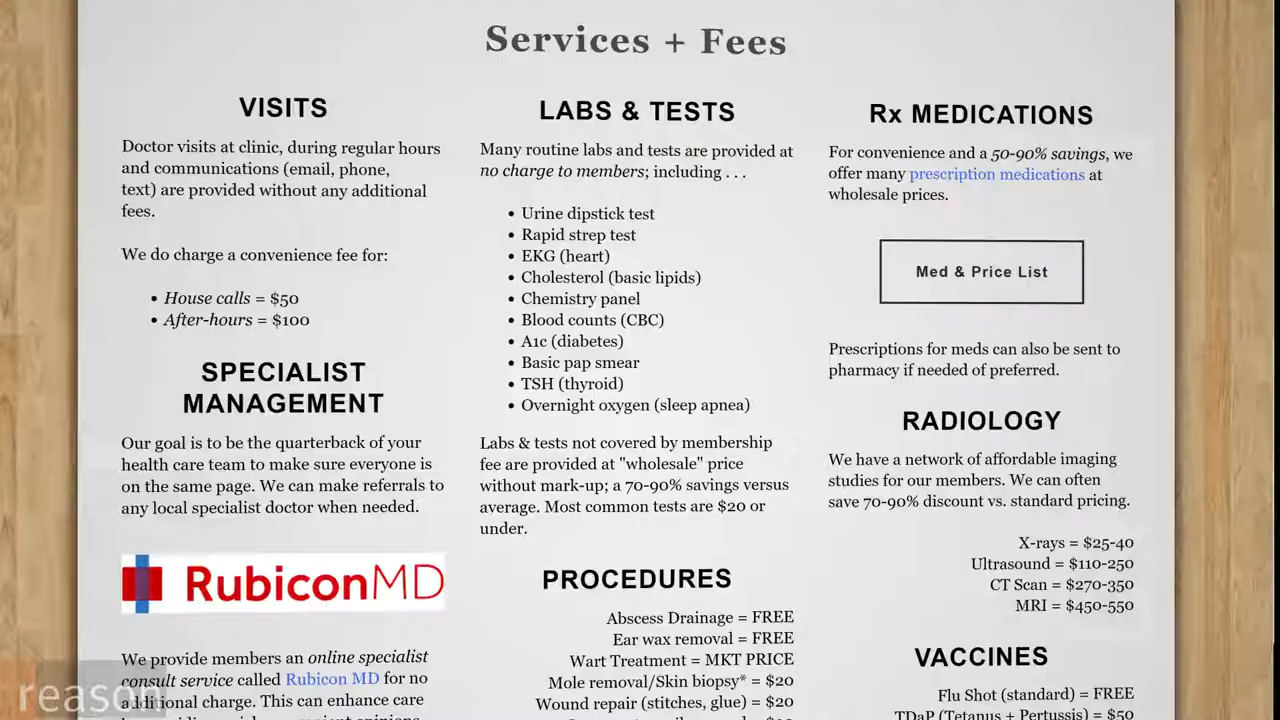 Services + Fees
VISITS
Doctor visits at clinic, during regular hours
and communications (email, phone,
text) are provided without any additional
fees.
We do charge a convenience fee for:
• House calls = $50
• After-hours = $100
SPECIALIST
MANAGEMENT
Our goal is to be the quarterback of your
health care team to make sure everyone is
on the same page. We can make referrals to
any local specialist doctor when needed.
RubiconMD
We provide members an online specialist
consult service called Rubicon MD for no
additional charge. This can enhance care
LABS & TESTS
Many routine labs and tests are provided at
no charge to members; including . . .
• Urine dipstick test
• Rapid strep test
• EKG (heart)
• Cholesterol (basic lipids)
• Chemistry panel
• Blood counts (CBC)
• A1c (diabetes)
• Basic pap smear
• TSH (thyroid)
• Overnight oxygen (sleep apnea)
Labs & tests not covered by membership
fee are provided at "wholesale" price
without mark-up; a 70-90% savings versus
average. Most common tests are $20 or
under.
PROCEDURES
Abscess Drainage = FREE
Ear wax removal = FREE
Wart Treatment = MKT PRICE
Mole removal/Skin biopsy* = $20
Wound repair (stitches, glue) = $20
Rx MEDICATIONS
For convenience and a 50-90% savings, we
offer many prescription medications at
wholesale prices.
Med & Price List
Prescriptions for meds can also be sent to
pharmacy if needed of preferred.
RADIOLOGY
We have a network of affordable imaging
studies for our members. We can often
save 70-90% discount vs. standard pricing.
X-rays = $25-40
Ultrasound = $110-250
CT Scan = $270-350
MRI = $450-550
VACCINES
Flu Shot (standard) = FREE
TDaP (Tetanus + Pertussis) = $50
reason